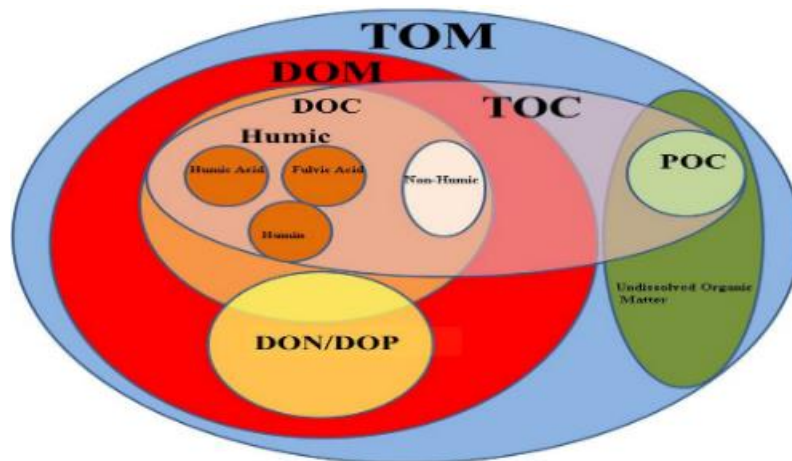 TOM
DOM
DOC
TOC
Humic
Humic Acid
Fulvic Acid
Non-Humic
POC
Humin
Undissolved Organic
Matter
DON/DOP